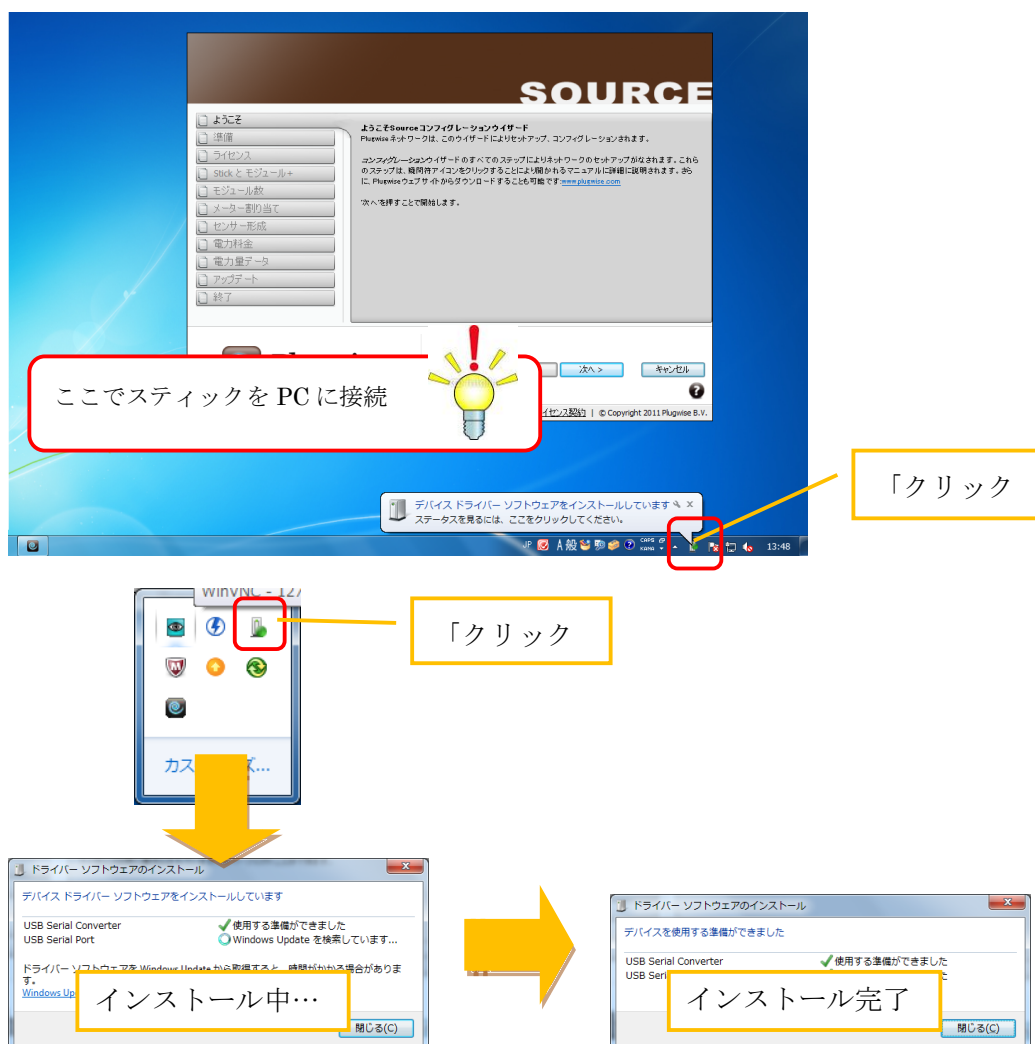 SOURCE
ようこそ
準備
ライセンス
Stick と モジュール+
モジュール数
メーター割り当て
センサー形成
電力料金
電力量データ
アップデート
終了
ようこそSourceコンフィグレーションウイザード
Plugwise ネットワークは、このウイザードによりセットアップ、コンフィグレーションされます。
コンフィグレーションウイザードのすべてのステップによりネットワークのセットアップがなされます。これら
のステップは、疑問符アイコンをクリックすることにより開かれるマニュアルに詳細に説明されます。さら
に、Plugwiseウェブサイトからダウンロードすることも可能です:www.plugwise.com
'次へ'を押すことで開始します。
次へ >
キャンセル
ここでスティックを PC に接続
イセンス契約 | © Copyright 2011 Plugwise B.V.
「クリック
デバイス ドライバー ソフトウェアをインストールしています
ステータスを見るには、ここをクリックしてください。
JP
A 般
CAPS
KANA
13:48
WinVNC - 127
「クリック
カス
ズ...
ドライバー ソフトウェアのインストール
デバイス ドライバー ソフトウェアをインストールしています
USB Serial Converter
使用する準備ができました
USB Serial Port
Windows Update を検索しています...
ドライバー ソフトウェアを Windows Update から取得すると、時間がかかる場合がありま
す。
Windows Up
インストール中…
閉じる(C)
ドライバー ソフトウェアのインストール
デバイスを使用する準備ができました
USB Serial Converter
使用する準備ができました
USB Seri
た
インストール完了
閉じる(C)